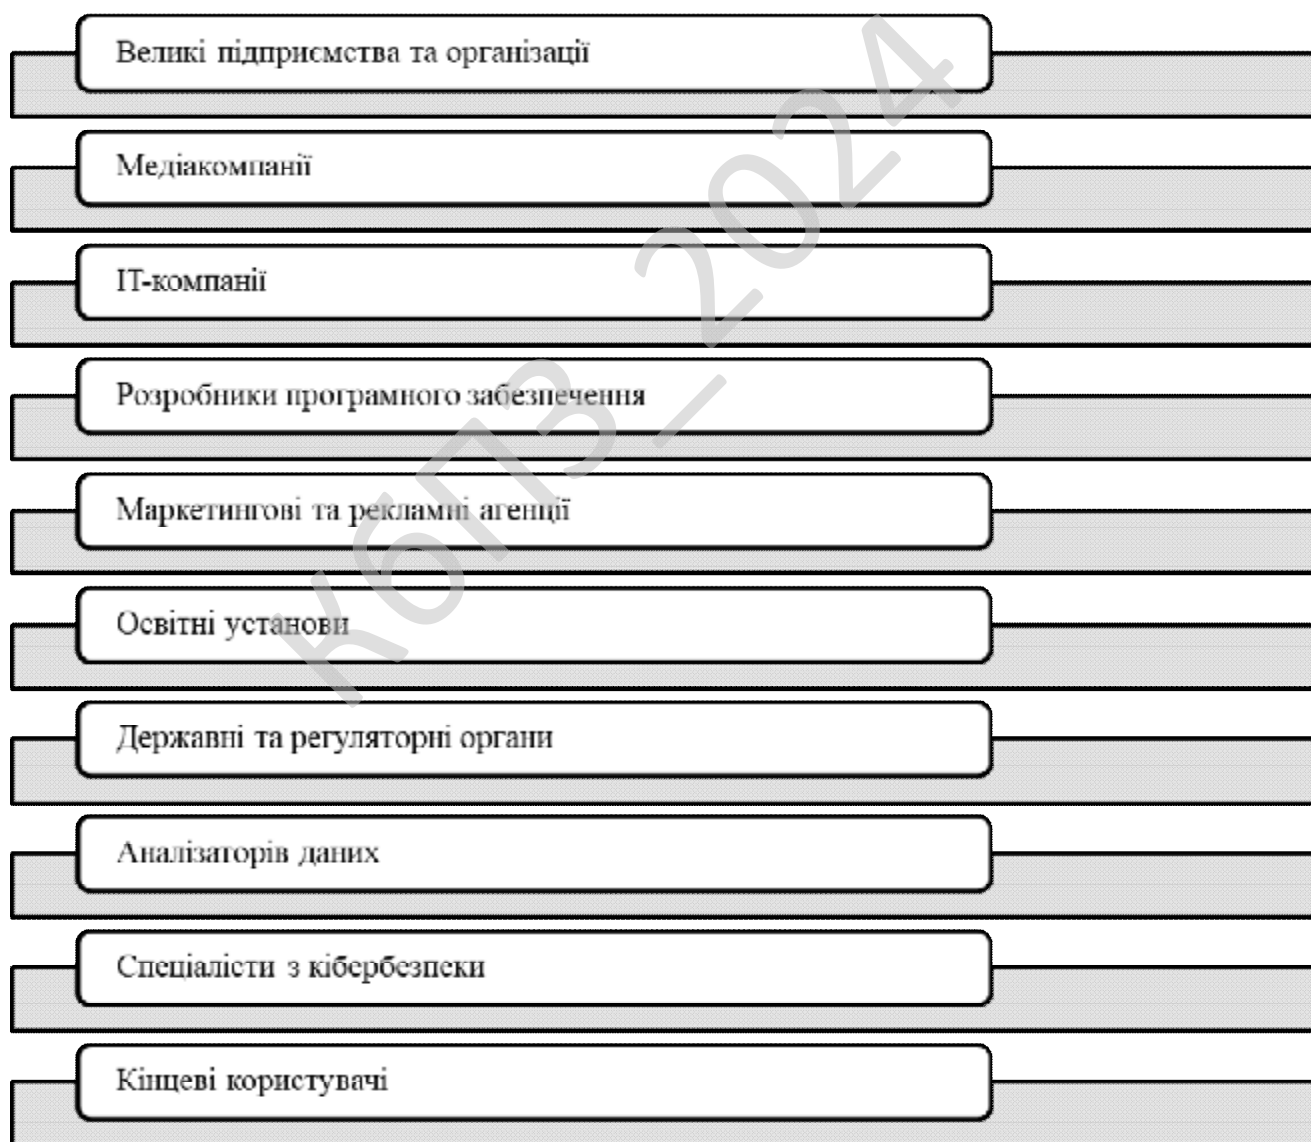 Великі підприємства та організації
Медіакомпанії
ІТ-компанії
Розробники програмного забезпечення
Маркетингові та рекламні агенції
Освітні установи
Державні та регуляторні органи
Аналізаторів даних
Спеціалісти з кібербезпеки
Кінцеві користувачі
КбПЗ_2024